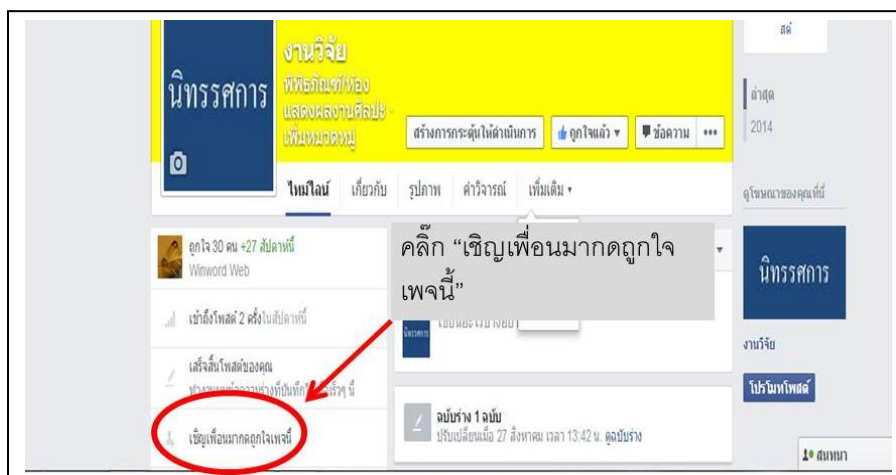 สต์
งานวิจัย
พิพิธภัณฑ์/ห้อง
แสดงผลงานศิลปะ -
เพิ่มหมวดหมู่
นิทรรศการ
สร้างการกระตุ้นให้ดำเนินการ
ถูกใจแล้ว
ข้อความ
ล่าสุด
2014
ไทม์ไลน์ เกี่ยวกับ รูปภาพ ค่าวิจารณ์ เพิ่มเติม
ดูโฆษณาของคุณที่นี่
คลิ๊ก “เชิญเพื่อนมากดถูกใจ
เพจนี้”
ถูกใจ 30 คน +27 สัปดาห์นี้
Winword Web
เข้าถึงโพสต์ 2 ครั้งในสัปดาห์นี้
เสร็จสิ้นโพสต์ของคุณ
เชิญเพื่อนมากดถูกใจเพจนี้
นิทรรศการ
ฉบับร่าง 1 ฉบับ
ปรับเปลี่ยนเมื่อ 27 สิงหาคม เวลา 13:42 น. ดูฉบับร่าง
นิทรรศการ
งานวิจัย
โปรโมทโพสต์
1
สนทนา